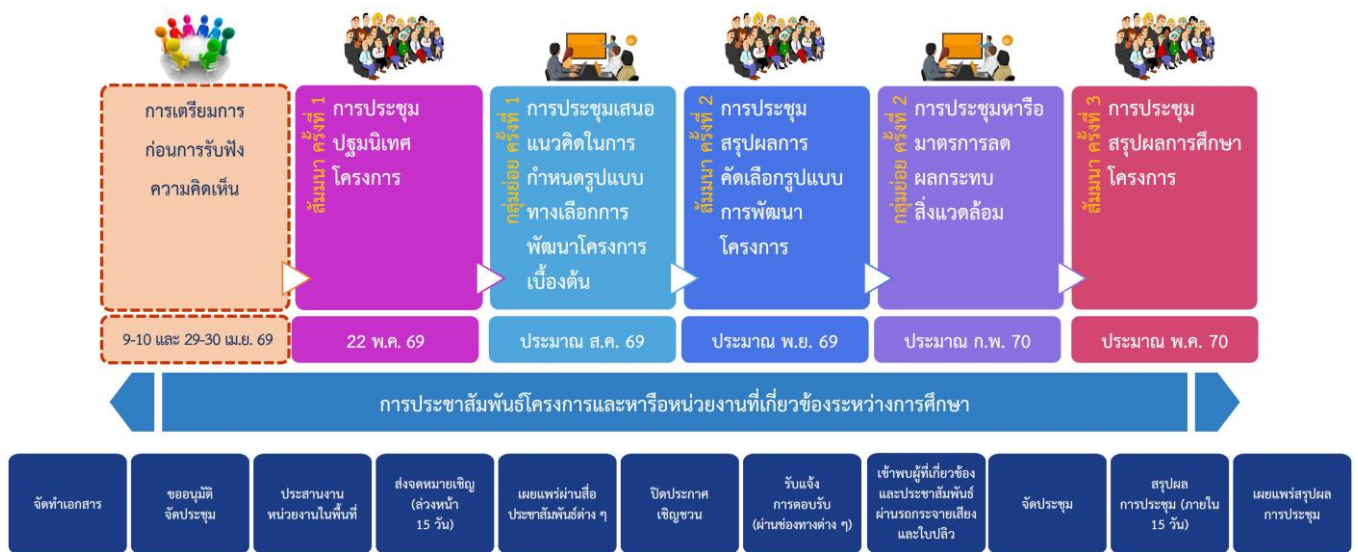 การเตรียมการ
ก่อนการรับฟัง
ความคิดเห็น
9-10 และ 29-30 เม.ย. 69
สัมมนา ครั้งที่ 1
การประชุม
ปฐมนิเทศ
โครงการ
22 พ.ค. 69
กลุ่มย่อย ครั้งที่ 1
การประชุมเสนอ
แนวคิดในการ
กำหนดรูปแบบ
ทางเลือกการ
พัฒนาโครงการ
เบื้องต้น
ประมาณ ส.ค. 69
สัมมนา ครั้งที่ 2
การประชุม
สรุปผลการ
คัดเลือกรูปแบบ
การพัฒนา
โครงการ
ประมาณ พ.ย. 69
กลุ่มย่อย ครั้งที่ 2
การประชุมหารือ
มาตรการลด
ผลกระทบ
สิ่งแวดล้อม
ประมาณ ก.พ. 70
สัมมนา ครั้งที่ 3
การประชุม
สรุปผลการศึกษา
โครงการ
ประมาณ พ.ค. 70
การประชาสัมพันธ์โครงการและหารือหน่วยงานที่เกี่ยวข้องระหว่างการศึกษา
จัดทำเอกสาร
ขออนุมัติ
จัดประชุม
ประสานงาน
หน่วยงานในพื้นที่
ส่งจดหมายเชิญ
(ล่วงหน้า
15 วัน)
เผยแพร่ผ่านสื่อ
ประชาสัมพันธ์ต่าง ๆ
ปิดประกาศ
เชิญชวน
รับแจ้ง
การตอบรับ
(ผ่านช่องทางต่าง ๆ)
เข้าพบผู้ที่เกี่ยวข้อง
และประชาสัมพันธ์
ผ่านรถกระจายเสียง
และใบปลิว
จัดประชุม
สรุปผล
การประชุม (ภายใน
15 วัน)
เผยแพร่สรุปผล
การประชุม